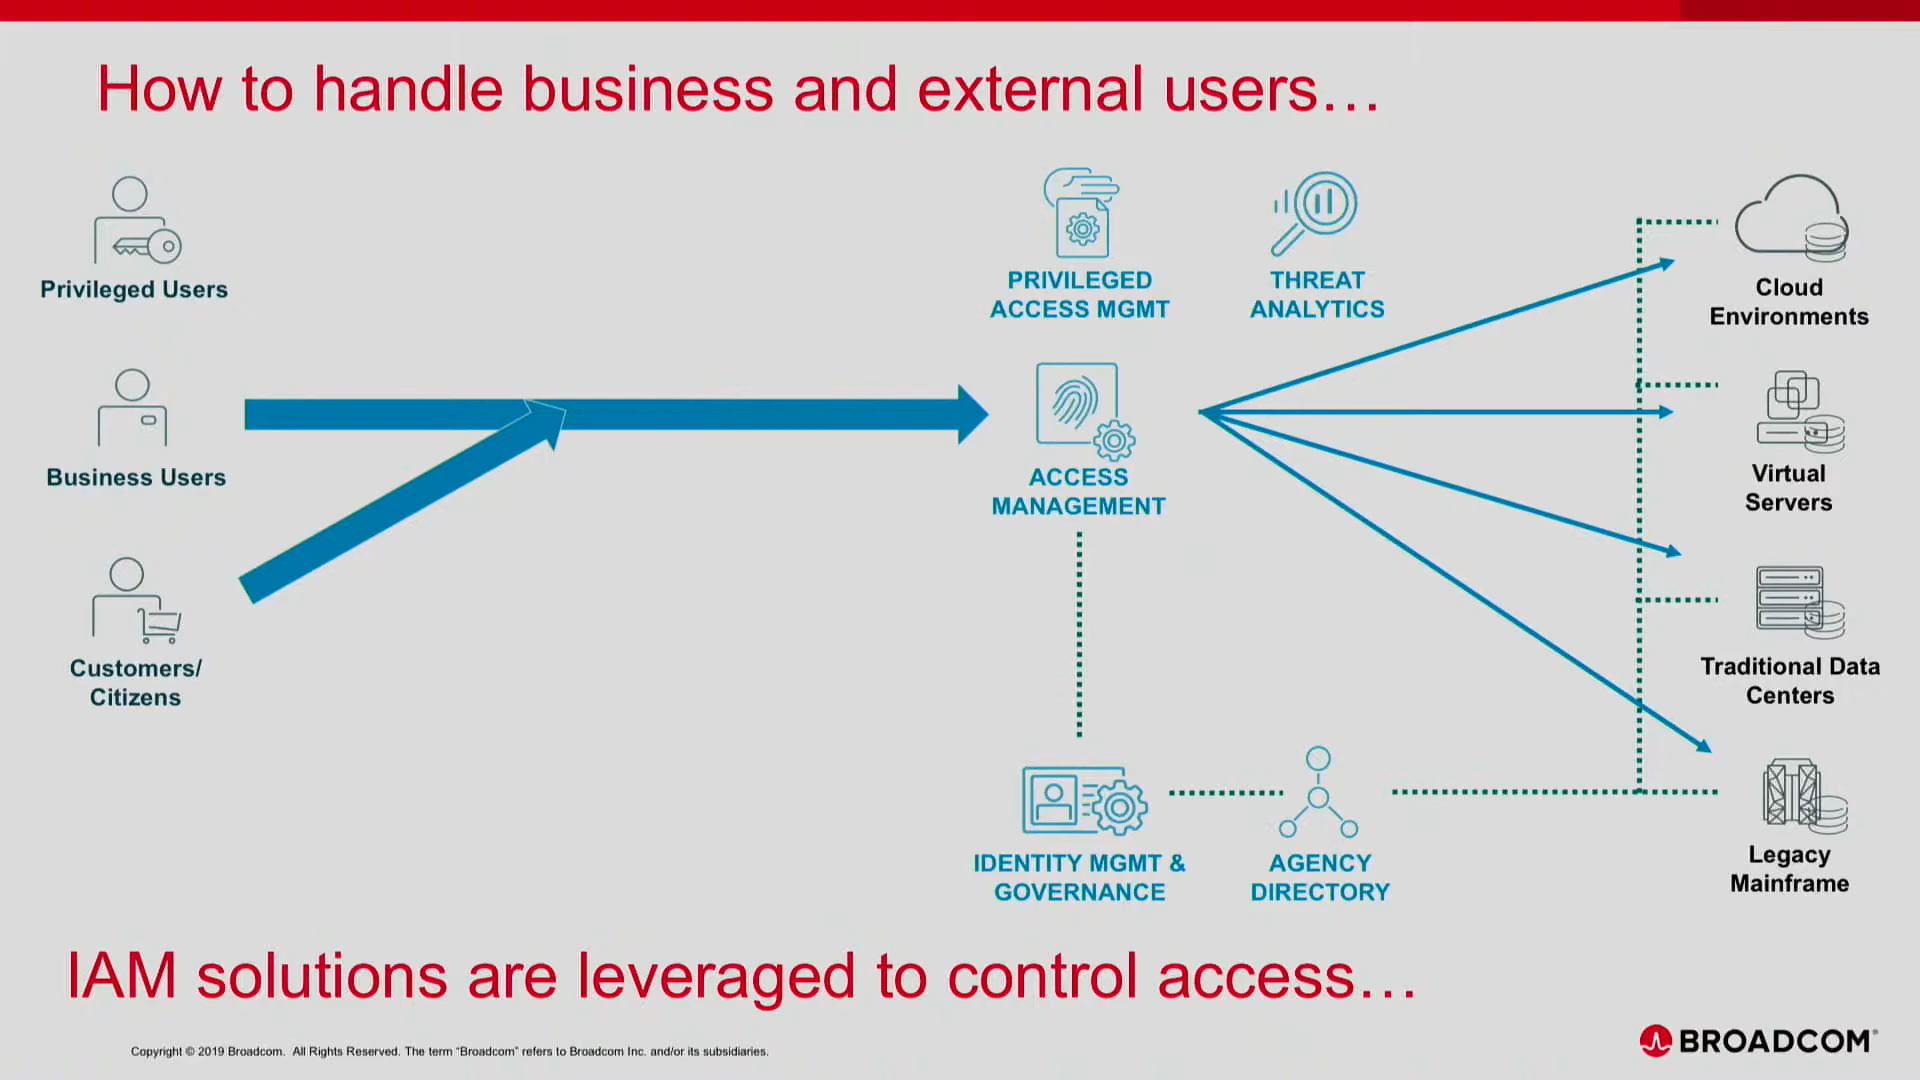 How to handle business and external users…
Privileged Users
PRIVILEGED
ACCESS MGMT
THREAT
ANALYTICS
Cloud
Environments
Business Users
ACCESS
MANAGEMENT
Virtual
Servers
Customers/
Citizens
Traditional Data
Centers
IDENTITY MGMT &
GOVERNANCE
AGENCY
DIRECTORY
Legacy
Mainframe
IAM solutions are leveraged to control access…
Copyright © 2019 Broadcom.  All Rights Reserved. The term “Broadcom” refers to Broadcom Inc. and/or its subsidiaries.
BROADCOM®